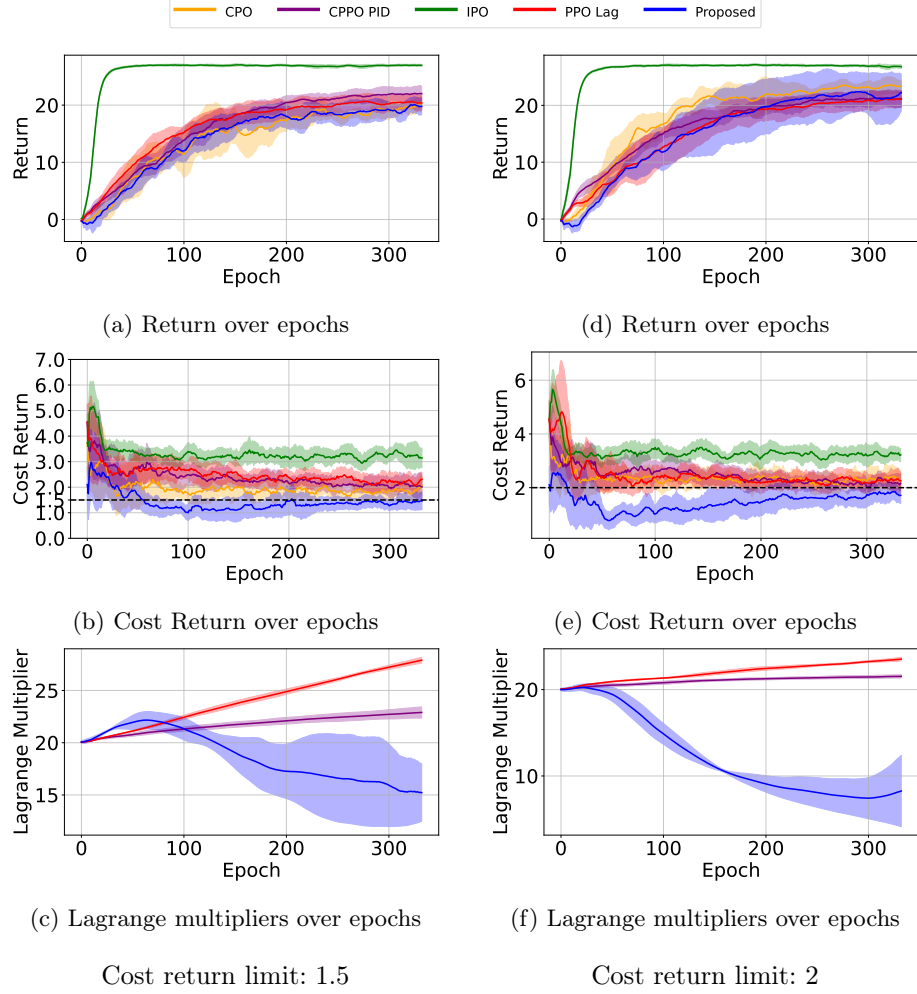 CPO CPPO PID IPO PPO Lag Proposed
Return
20
10
0
0 100 200 300
Epoch
(a) Return over epochs
Return
20
10
0
0 100 200 300
Epoch
(d) Return over epochs
Cost Return
7.0
6.0
5.0
4.0
3.0
2.0
1.5
1.0
0.0
0 100 200 300
Epoch
(b) Cost Return over epochs
Cost Return
6
4
2
0 100 200 300
Epoch
(e) Cost Return over epochs
Lagrange Multiplier
25
20
15
0 100 200 300
Epoch
(c) Lagrange multipliers over epochs
Lagrange Multiplier
20
10
0 100 200 300
Epoch
(f) Lagrange multipliers over epochs
Cost return limit: 1.5
Cost return limit: 2